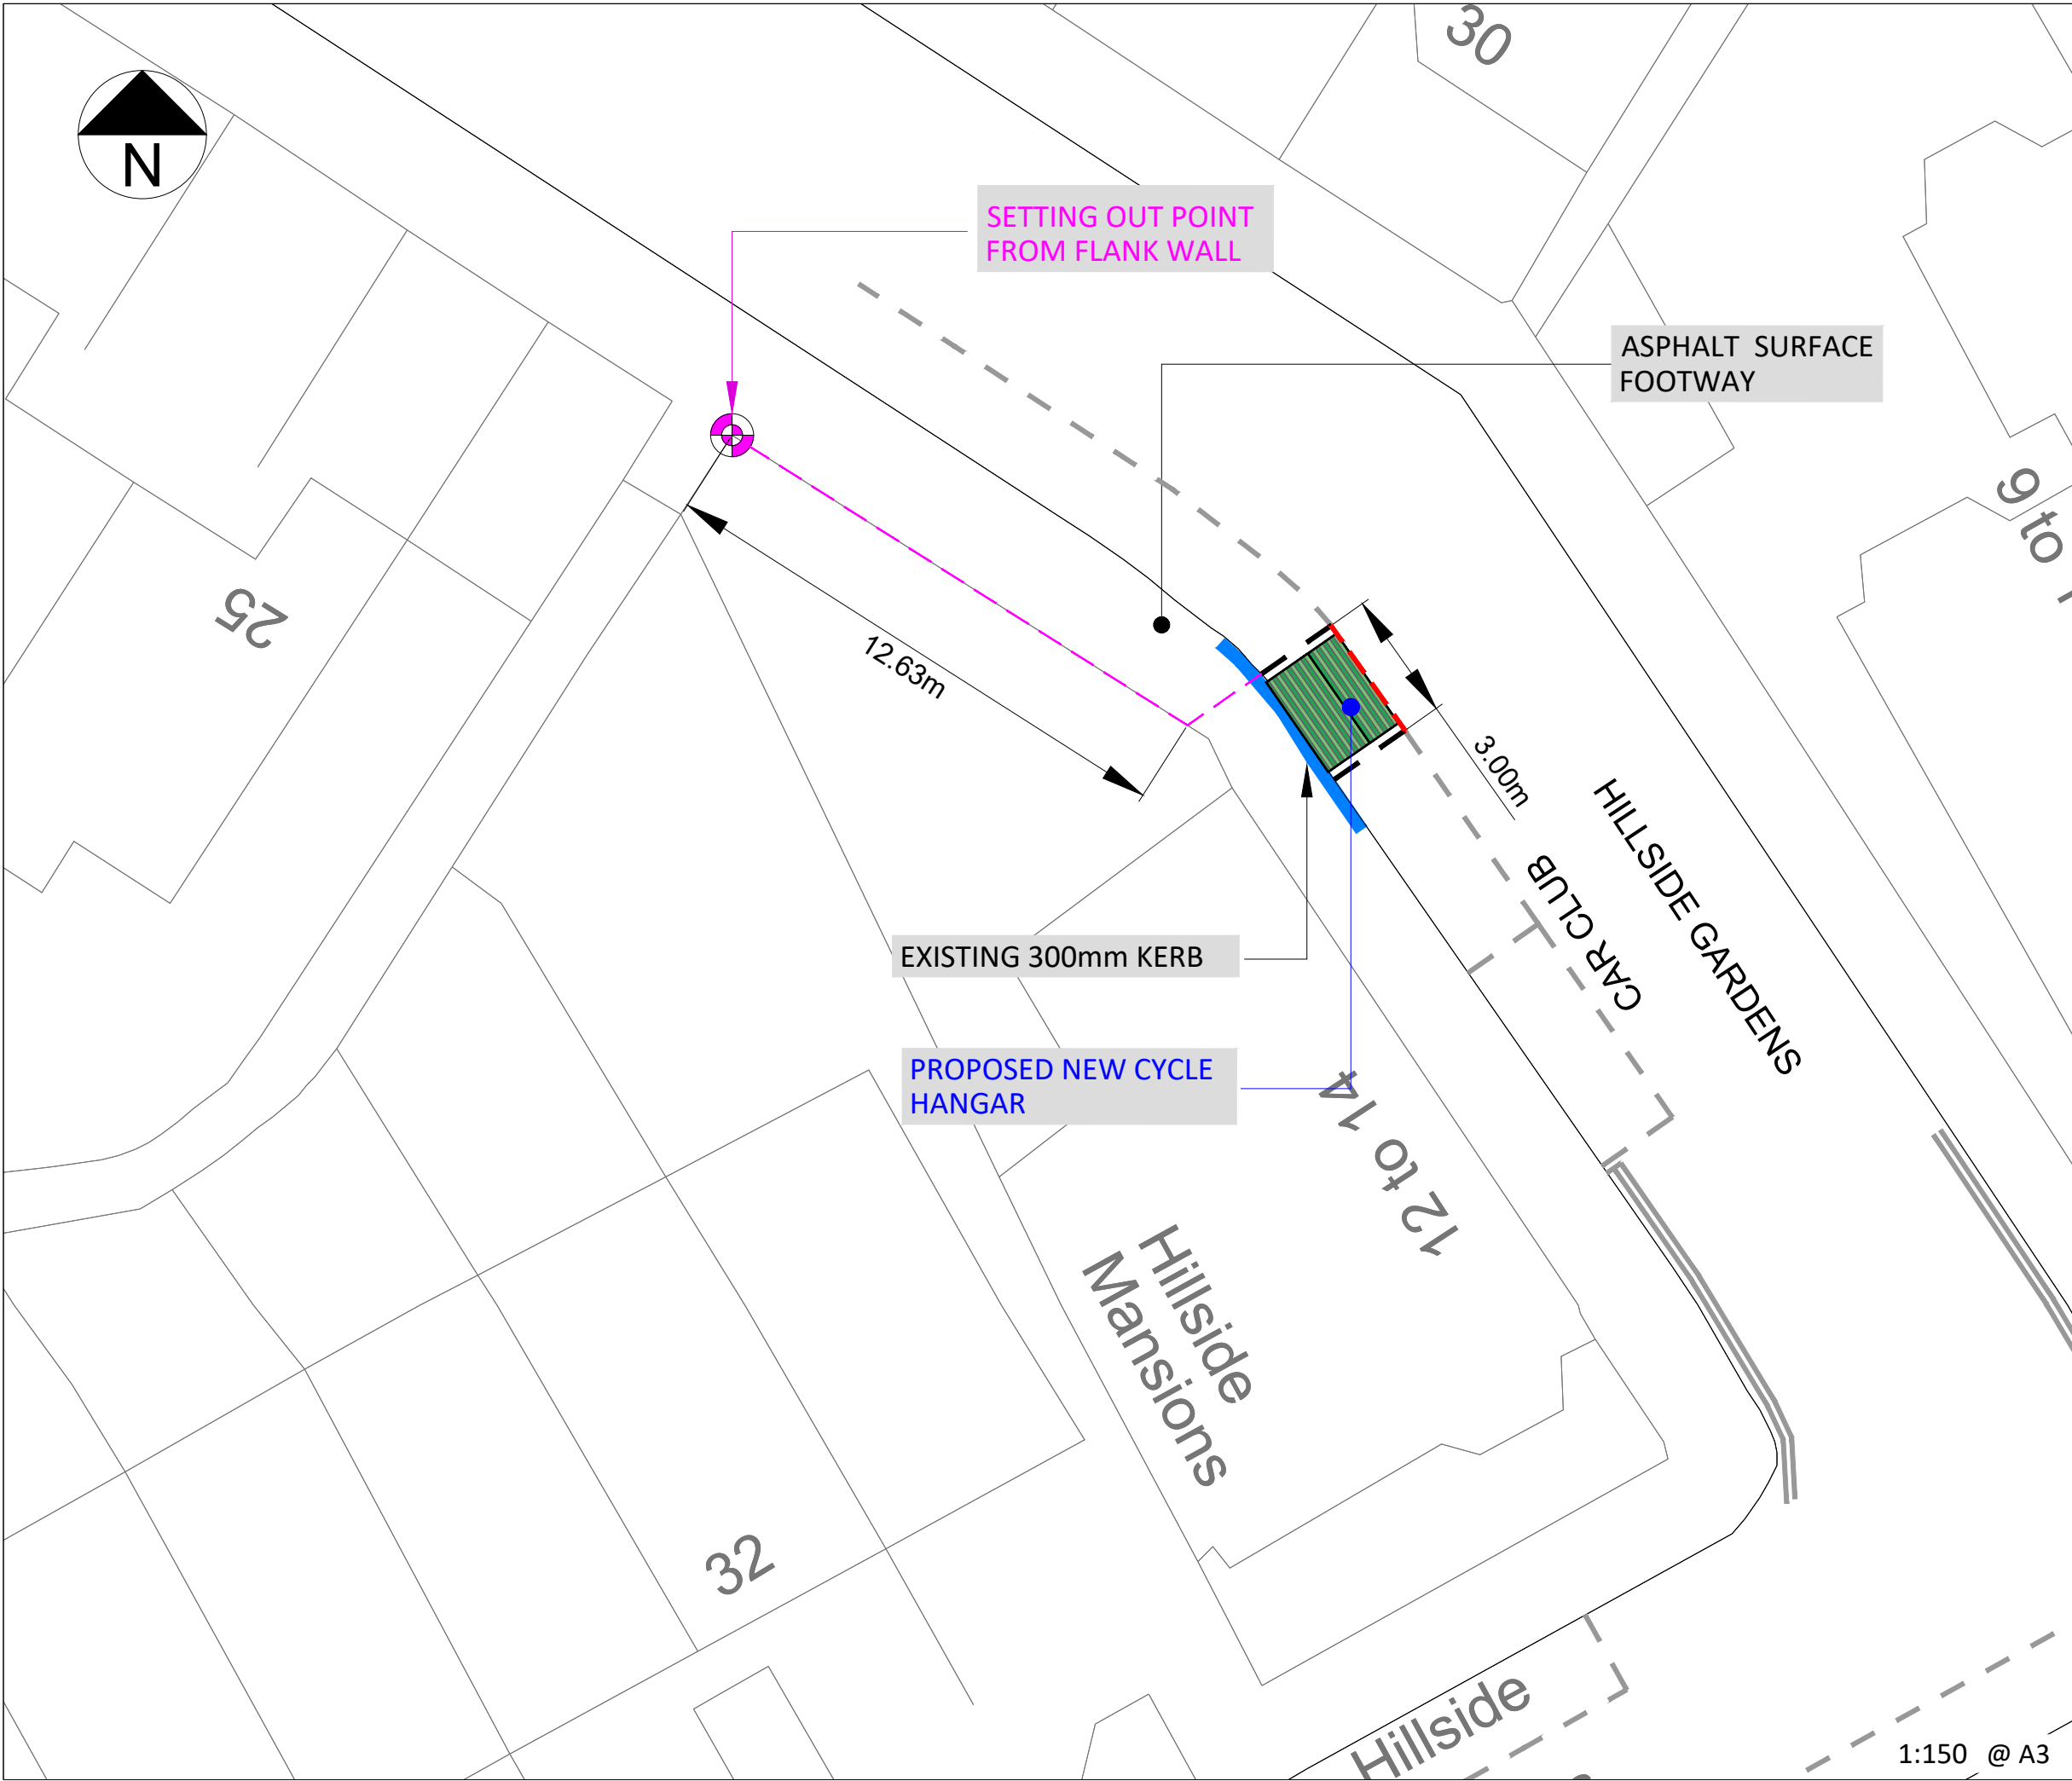 30
N
SETTING OUT POINT
FROM FLANK WALL
ASPHALT SURFACE
FOOTWAY
9 to
25
12.63m
3.00m
HILLSIDE GARDENS
CAR CLUB
EXISTING 300mm KERB
PROPOSED NEW CYCLE
HANGAR
12 to 14
Hillside
Mansions
32
Hillside
1:150 @ A3